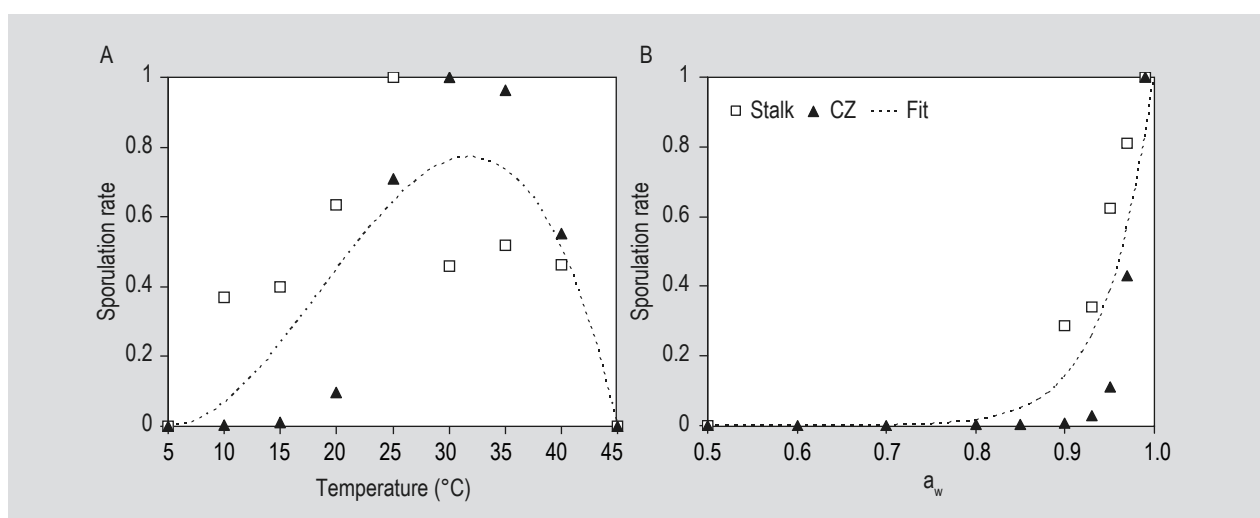 A
Sporulation rate
1
0.8
0.6
0.4
0.2
0
5 10 15 20 25 30 35 40 45
Temperature (°C)
B
Stalk CZ Fit
Sporulation rate
1
0.8
0.6
0.4
0.2
0
0.5 0.6 0.7 0.8 0.9 1.0
a_w